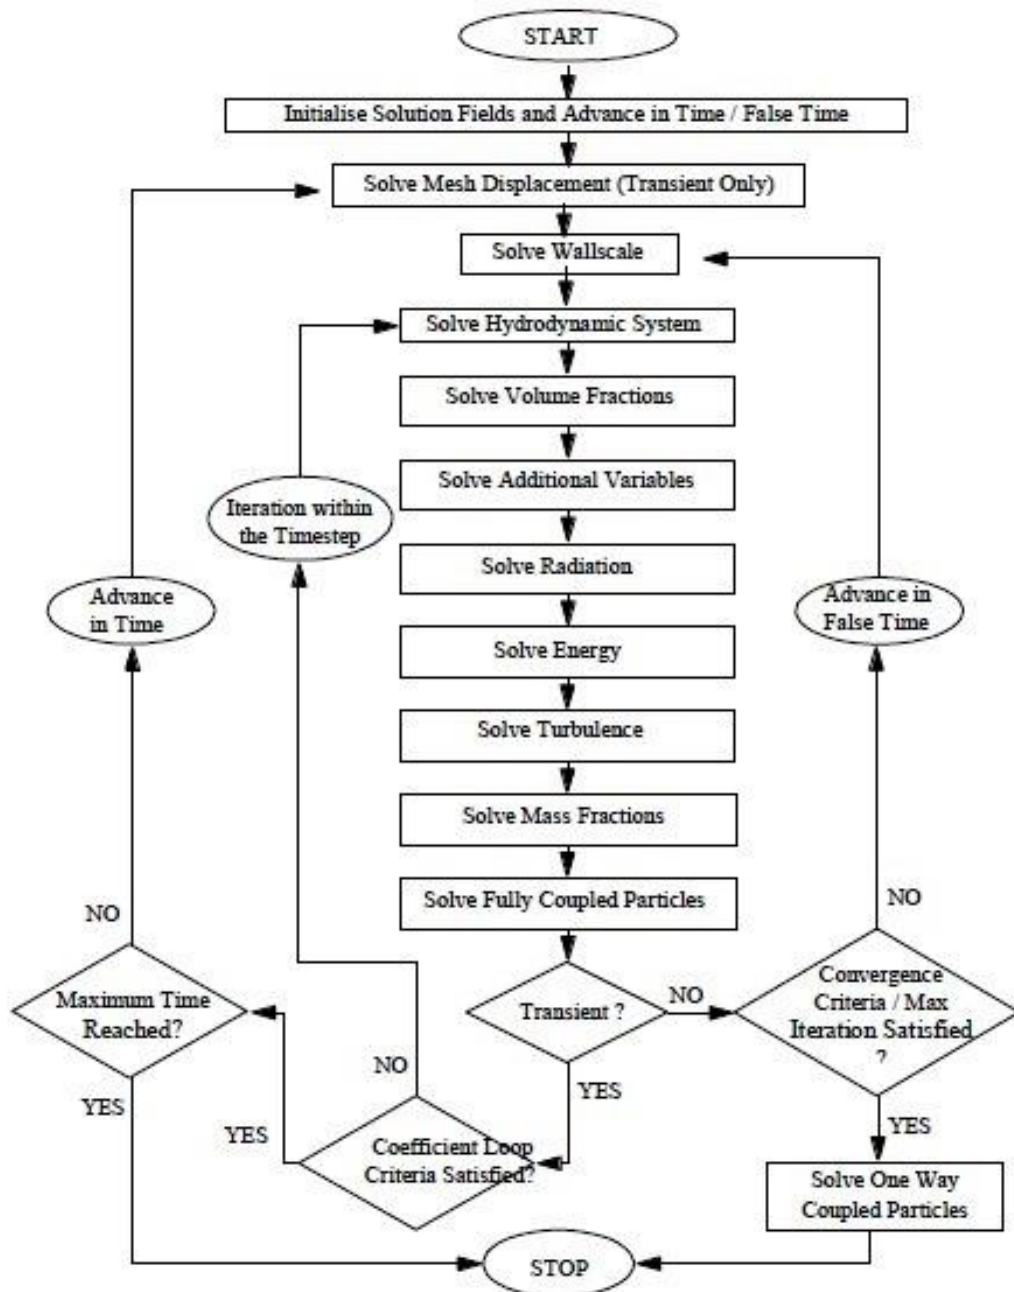 START
Initialise Solution Fields and Advance in Time / False Time
Solve Mesh Displacement (Transient Only)
Solve Wallscale
Solve Hydrodynamic System
Solve Volume Fractions
Solve Additional Variables
Iteration within
the Timestep
Solve Radiation
Advance
in Time
Advance in
False Time
Solve Energy
Solve Turbulence
Solve Mass Fractions
Solve Fully Coupled Particles
NO
NO
Maximum Time
Reached?
Transient ?
NO
Convergence
Criteria / Max
Iteration Satisfied
?
NO
YES
YES
YES
YES
Coefficient Loop
Criteria Satisfied?
Solve One Way
Coupled Particles
STOP